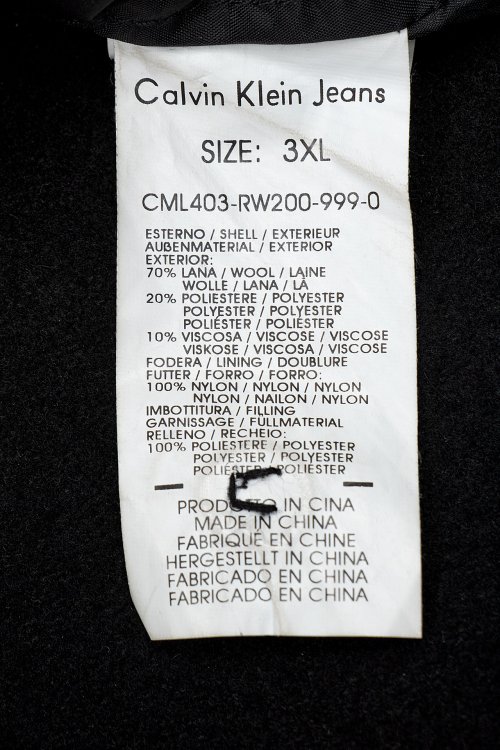 Calvin Klein Jeans
SIZE: 3XL
CML403-RW200-999-0
ESTERNO / SHELL / EXTERIEUR
AUßENMATERIAL / EXTERIOR
EXTERIOR:
70% LANA / WOOL / LAINE
WOLLE / LANA / LÀ
20% POLIESTERE / POLYESTER
POLYESTER / POLYESTER
POLIÉSTER / POLIÉSTER
10% VISCOSA / VISCOSE / VISCOSE
VISKOSE / VISCOSA / VISCOSE
FODERA / LINING / DOUBLURE
FUTTER / FORRO / FORRO:
100% NYLON / NYLON / NYLON
NYLON / NAILON / NYLON
IMBOTTITURA / FILLING
GARNISSAGE / FÜLLMATERIAL
RELLENO / RECHEIO:
100% POLIESTERE / POLYESTER
POLYESTER / POLYESTER
POLIÉSTER / POLIÉSTER
PRODOTTO IN CINA
MADE IN CHINA
FABRIQUÉ EN CHINE
HERGESTELLT IN CHINA
FABRICADO EN CHINA
FABRICADO EN CHINA